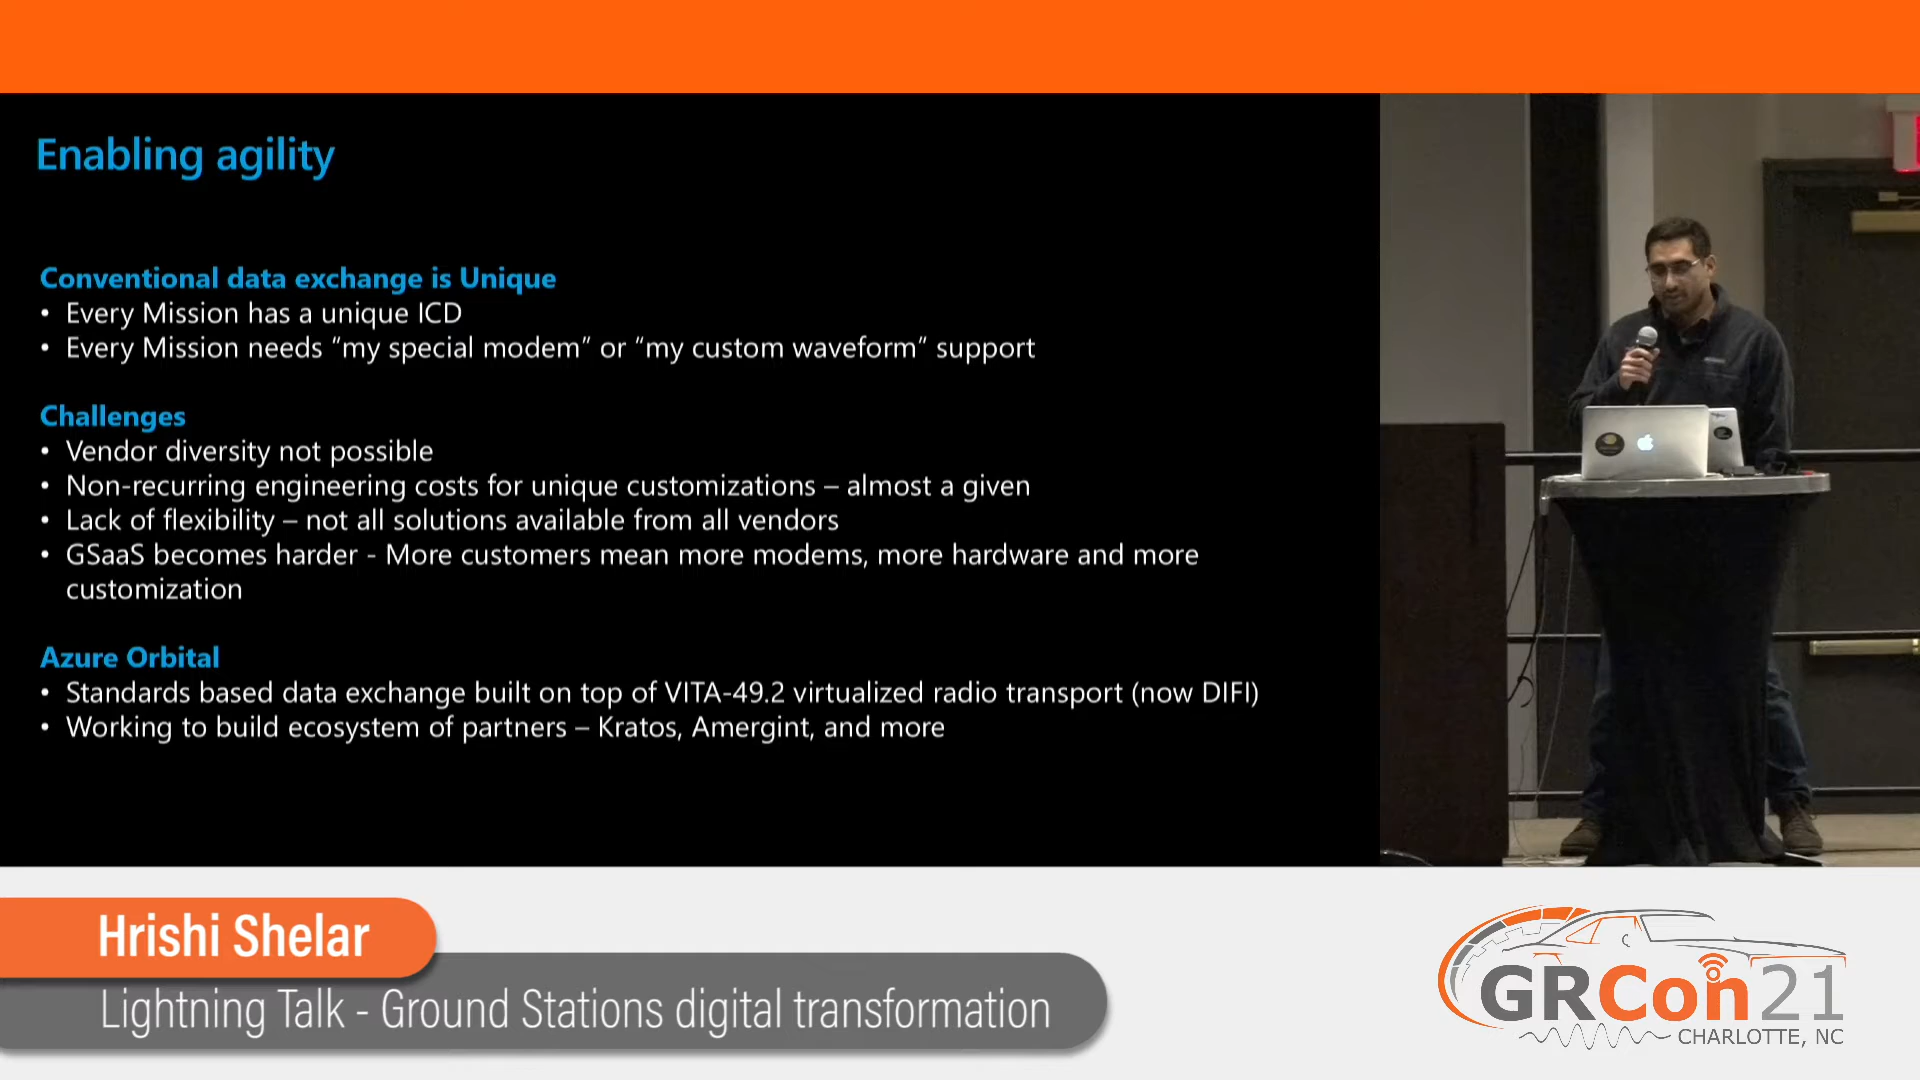 Enabling agility
Conventional data exchange is Unique
• Every Mission has a unique ICD
• Every Mission needs “my special modem” or “my custom waveform” support
Challenges
• Vendor diversity not possible
• Non-recurring engineering costs for unique customizations – almost a given
• Lack of flexibility – not all solutions available from all vendors
• GSaaS becomes harder - More customers mean more modems, more hardware and more
customization
Azure Orbital
• Standards based data exchange built on top of VITA-49.2 virtualized radio transport (now DIFI)
• Working to build ecosystem of partners – Kratos, Amergint, and more
Hrishi Shelar
Lightning Talk - Ground Stations digital transformation
GRCon21
CHARLOTTE, NC